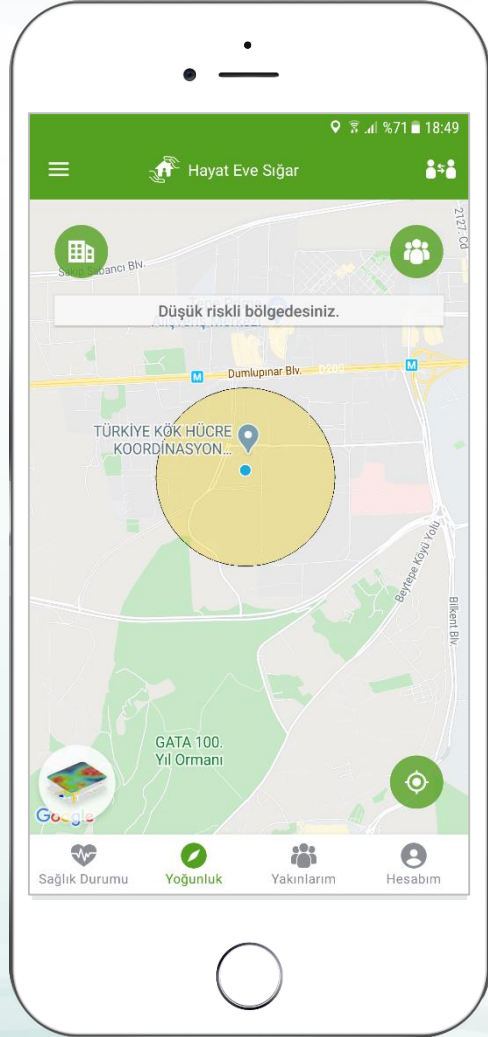 %71 18:49
Hayat Eve Sığar
2127. Cd
Sakıp Sabancı Blv.
Düşük riskli bölgedesiniz.
Alışveriş Merkezi
M Dumlupınar Blv. D200 M
TÜRKİYE KÖK HÜCRE
KOORDİNASYON...
Beytepe Köyü Yolu
Bilkent Blv.
GATA 100.
Yıl Ormanı
Google
Sağlık Durumu Yoğunluk Yakınlarım Hesabım